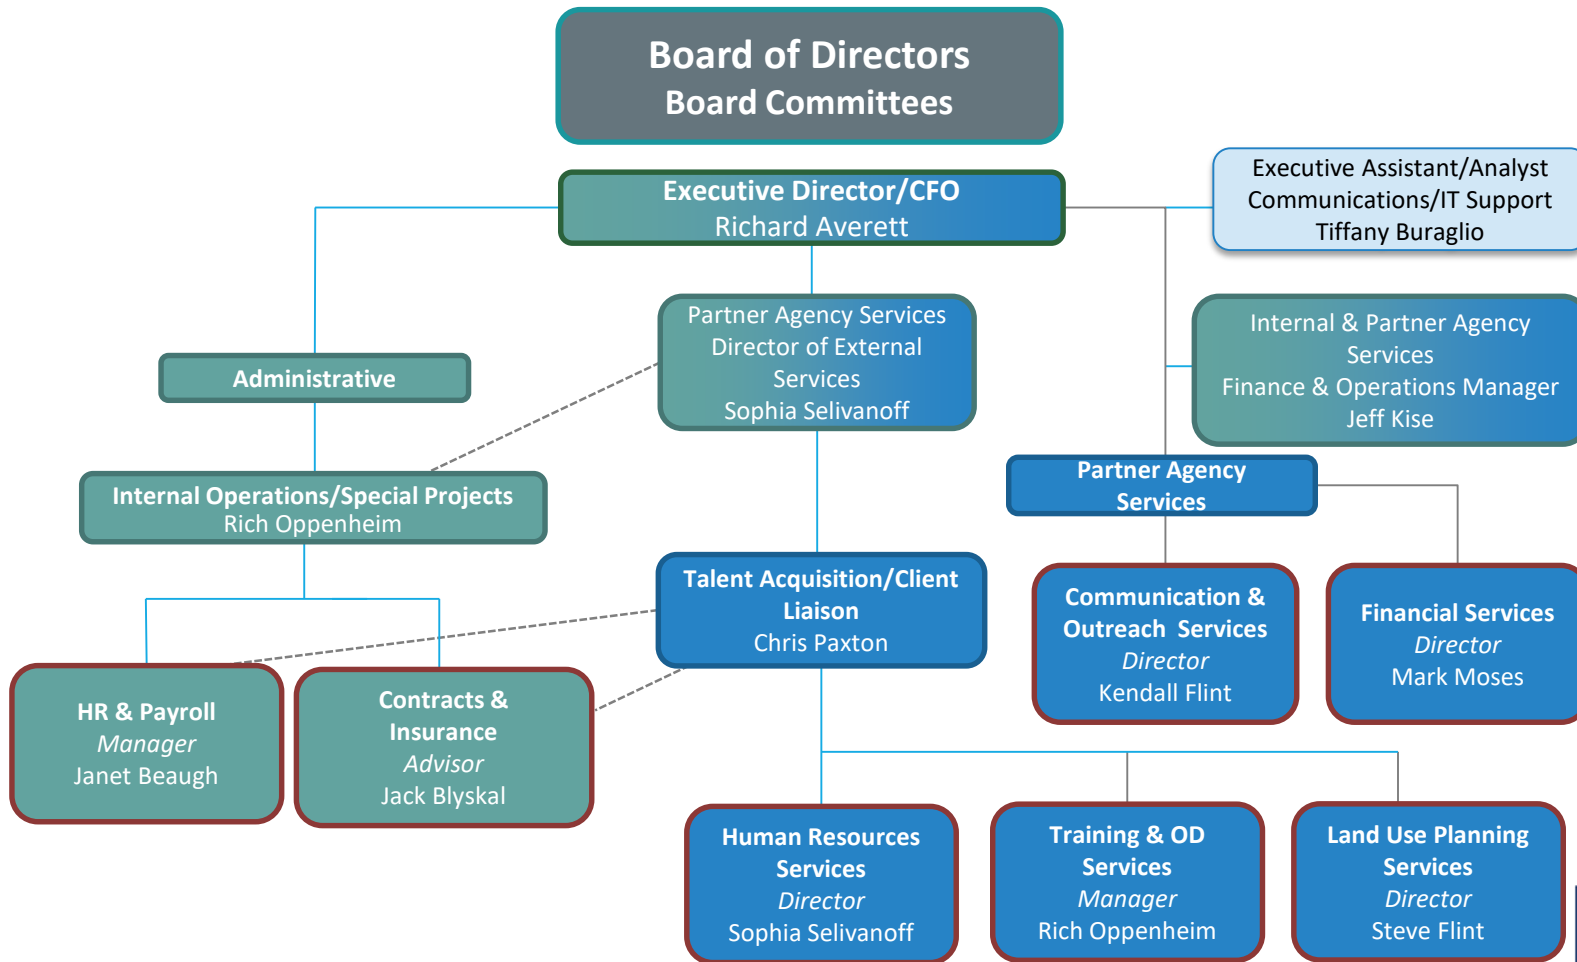 Board of Directors
Board Committees
Executive Director/CFO
Richard Averett
Executive Assistant/Analyst
Communications/IT Support
Tiffany Buraglio
Partner Agency Services
Director of External
Services
Sophia Selivanoff
Internal & Partner Agency
Services
Finance & Operations Manager
Jeff Kise
Administrative
Internal Operations/Special Projects
Rich Oppenheim
Partner Agency
Services
Talent Acquisition/Client
Liaison
Chris Paxton
Communication &
Outreach Services
Director
Kendall Flint
Financial Services
Director
Mark Moses
HR & Payroll
Manager
Janet Beaugh
Contracts &
Insurance
Advisor
Jack Blyskal
Human Resources
Services
Director
Sophia Selivanoff
Training & OD
Services
Manager
Rich Oppenheim
Land Use Planning
Services
Director
Steve Flint